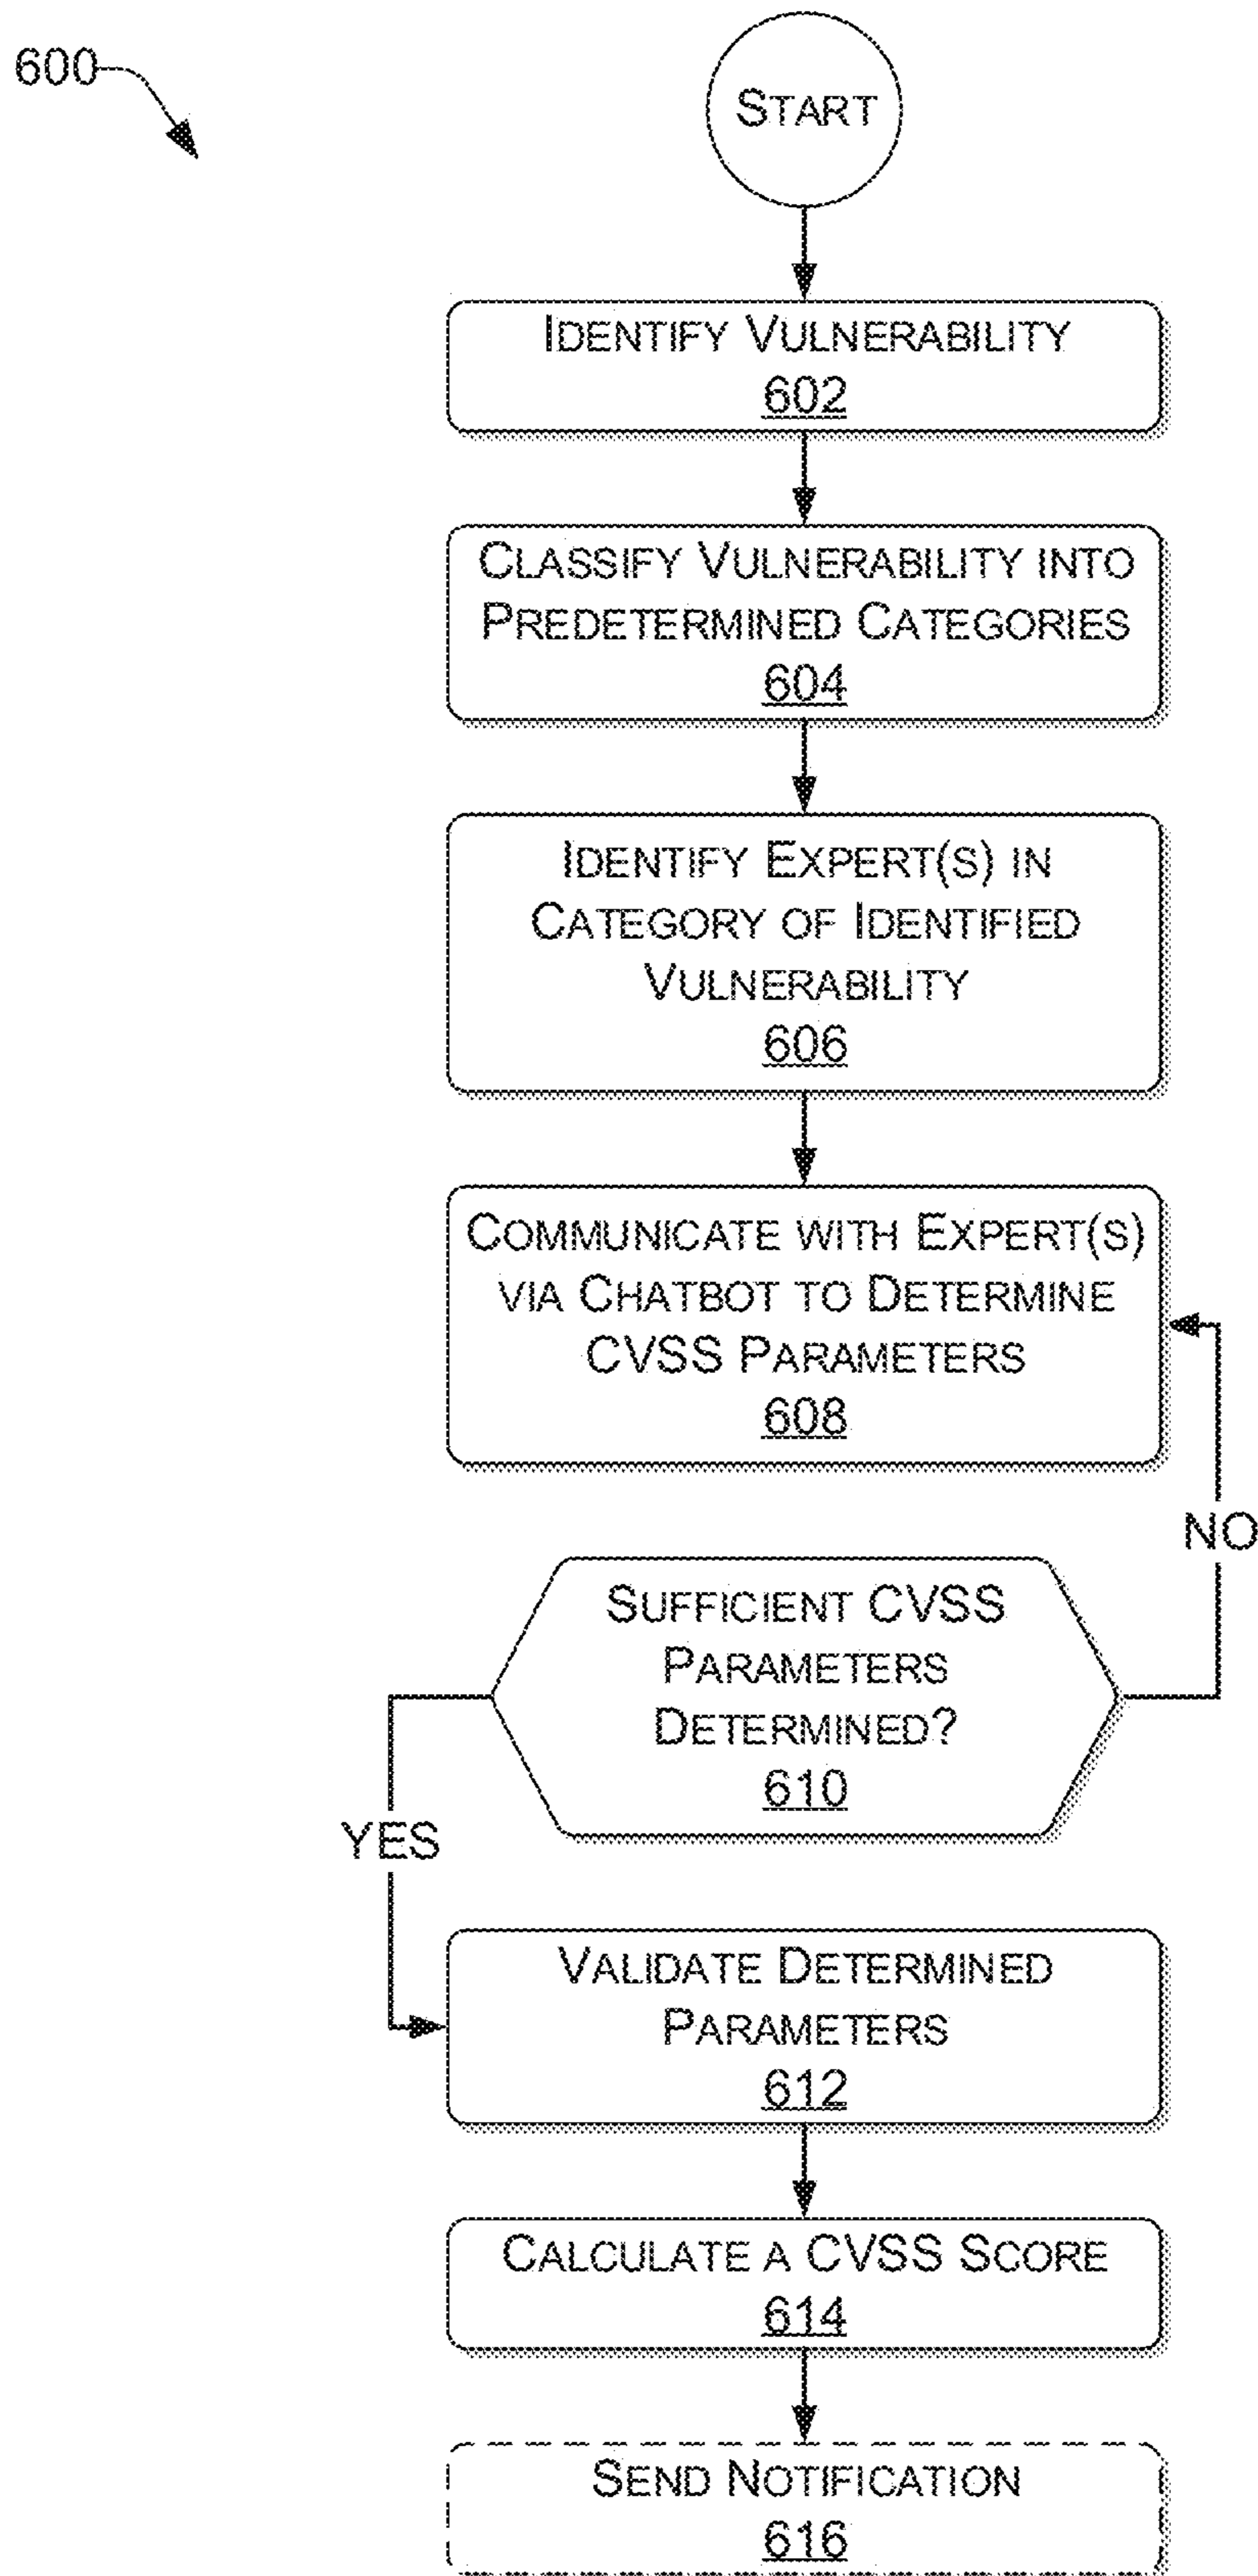 600
START
IDENTIFY VULNERABILITY
602
CLASSIFY VULNERABILITY INTO
PREDETERMINED CATEGORIES
604
IDENTIFY EXPERT(S) IN
CATEGORY OF IDENTIFIED
VULNERABILITY
606
COMMUNICATE WITH EXPERT(S)
VIA CHATBOT TO DETERMINE
CVSS PARAMETERS
608
NO
SUFFICIENT CVSS
PARAMETERS
DETERMINED?
610
YES
VALIDATE DETERMINED
PARAMETERS
612
CALCULATE A CVSS SCORE
614
SEND NOTIFICATION
616